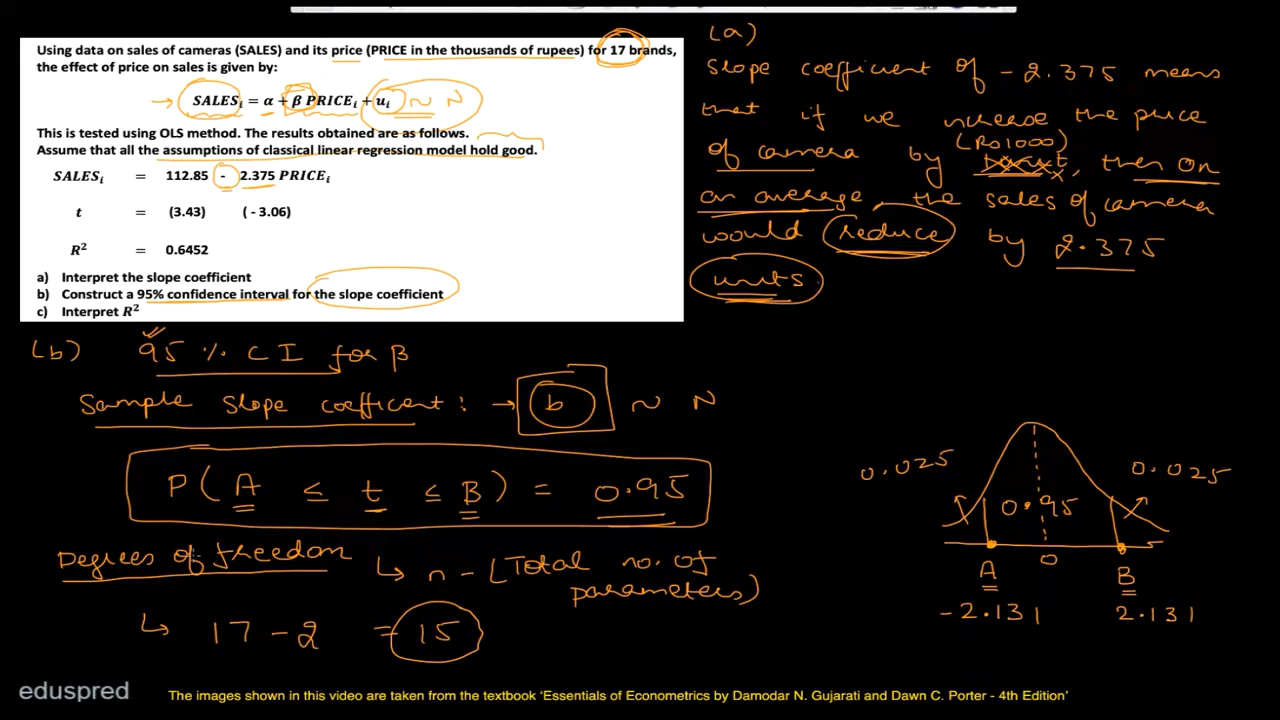 Using data on sales of cameras (SALES) and its price (PRICE in the thousands of rupees) for 17 brands,
the effect of price on sales is given by:
SALESᵢ = α + β PRICEᵢ + uᵢ ~ N
This is tested using OLS method. The results obtained are as follows.
Assume that all the assumptions of classical linear regression model hold good.
SALESᵢ = 112.85 - 2.375 PRICEᵢ
t = (3.43) ( - 3.06)
R² = 0.6452
a) Interpret the slope coefficient
b) Construct a 95% confidence interval for the slope coefficient
c) Interpret R²
(a)
Slope coefficient of -2.375 means
that if we increase the price
(Rs1000)
of camera by , then on
an average, the sales of camera
would reduce by 2.375
units
(b) 95 % CI for β
Sample slope coefficent : → b ~ N
P ( A ≤ t ≤ B ) = 0.95
Degrees of freedom
↳ n - (Total no. of
parameters)
↳ 17 - 2 = 15
0.025 0.025
0.95
0
A B
-2.131 2.131
eduspred
The images shown in this video are taken from the textbook 'Essentials of Econometrics by Damodar N. Gujarati and Dawn C. Porter - 4th Edition'